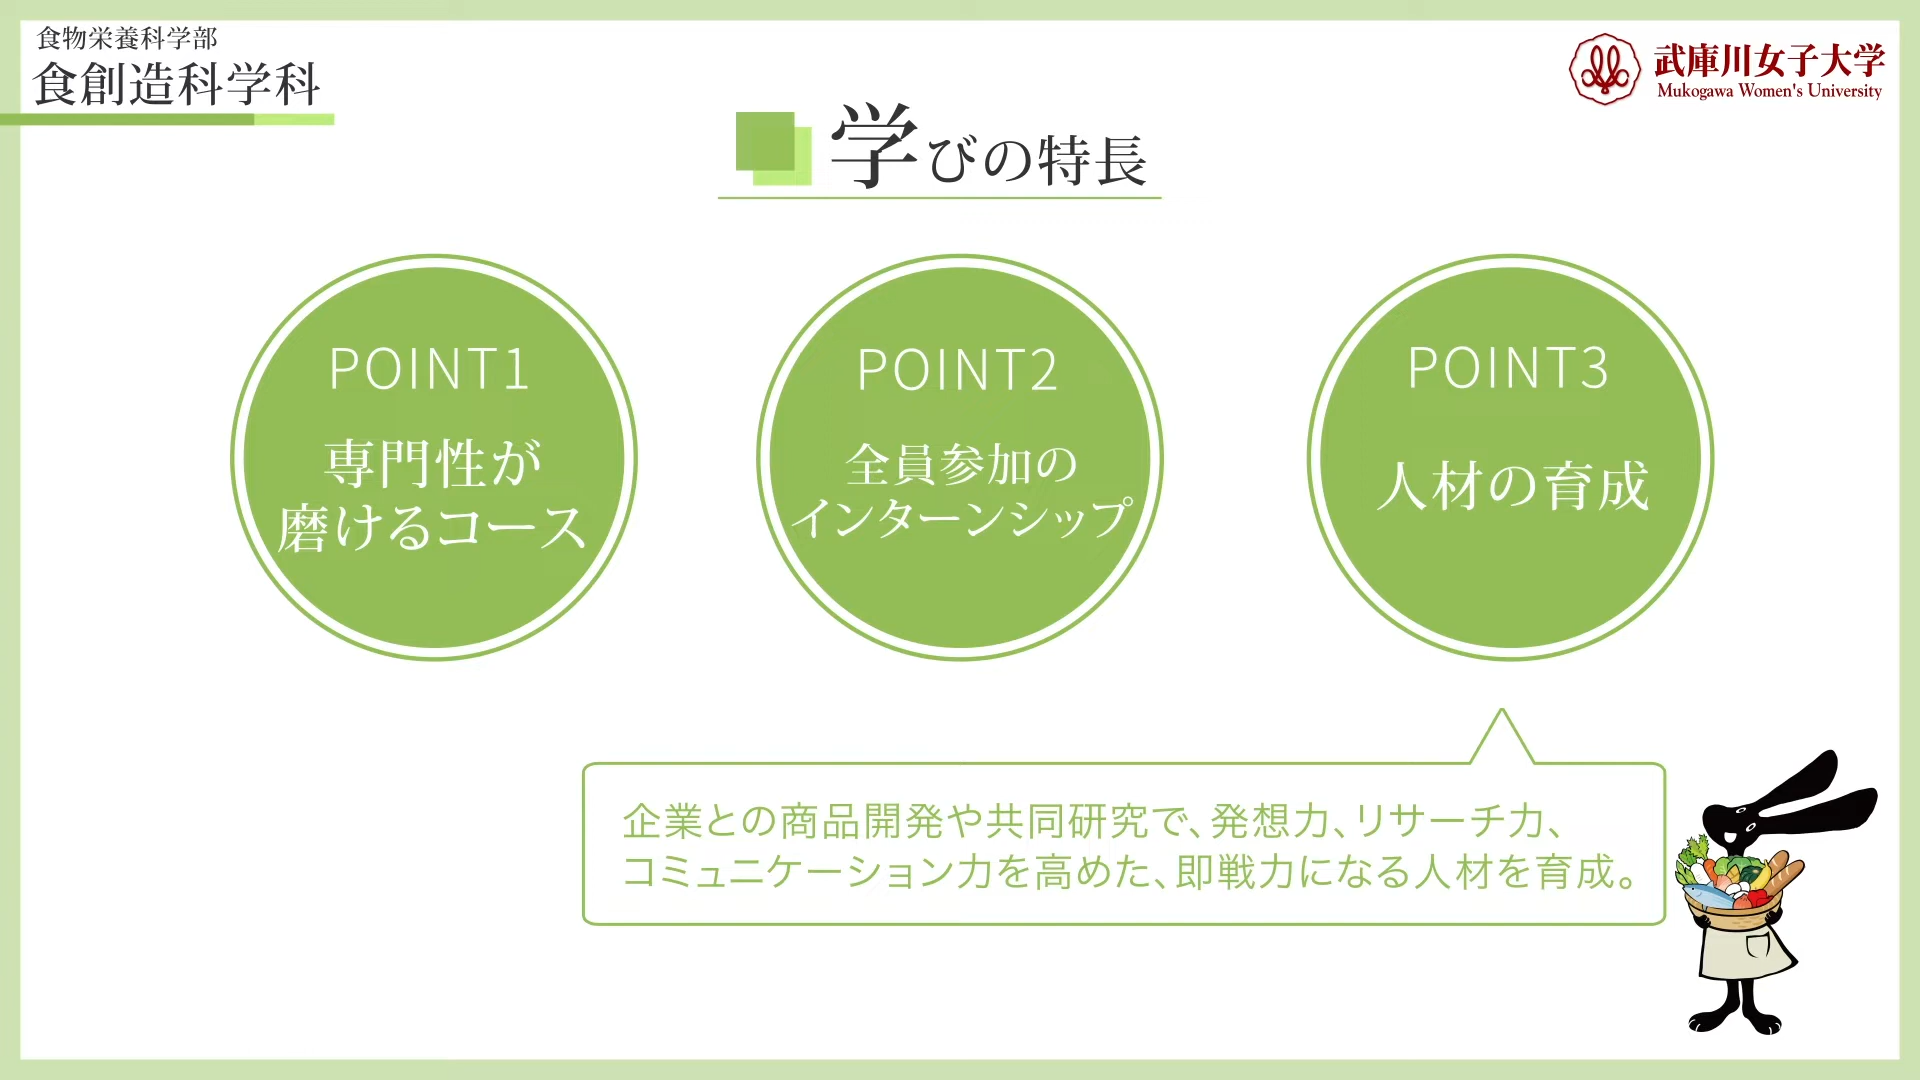 食物栄養科学部
食創造科学科
武庫川女子大学
Mukogawa Women's University
学びの特長
POINT1
専門性が
磨けるコース
POINT2
全員参加の
インターンシップ
POINT3
人材の育成
企業との商品開発や共同研究で、発想力、リサーチ力、
コミュニケーション力を高めた、即戦力になる人材を育成。